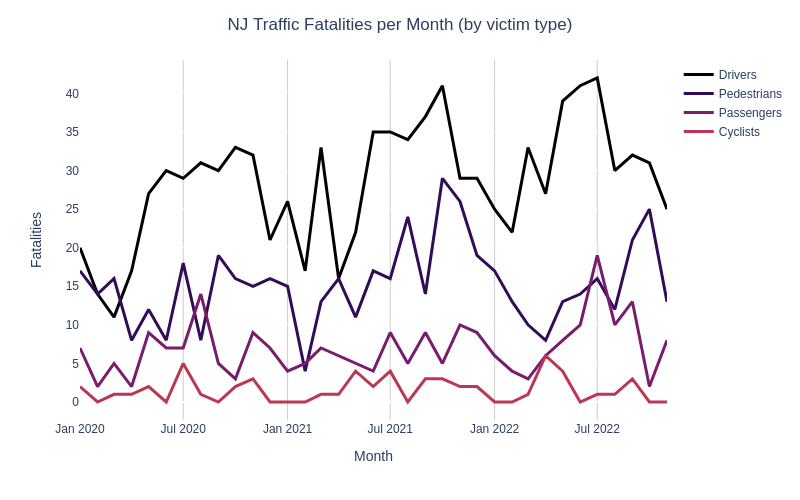 NJ Traffic Fatalities per Month (by victim type)
Drivers
Pedestrians
Passengers
Cyclists
Fatalities
40
35
30
25
20
15
10
5
0
Jan 2020 Jul 2020 Jan 2021 Jul 2021 Jan 2022 Jul 2022
Month